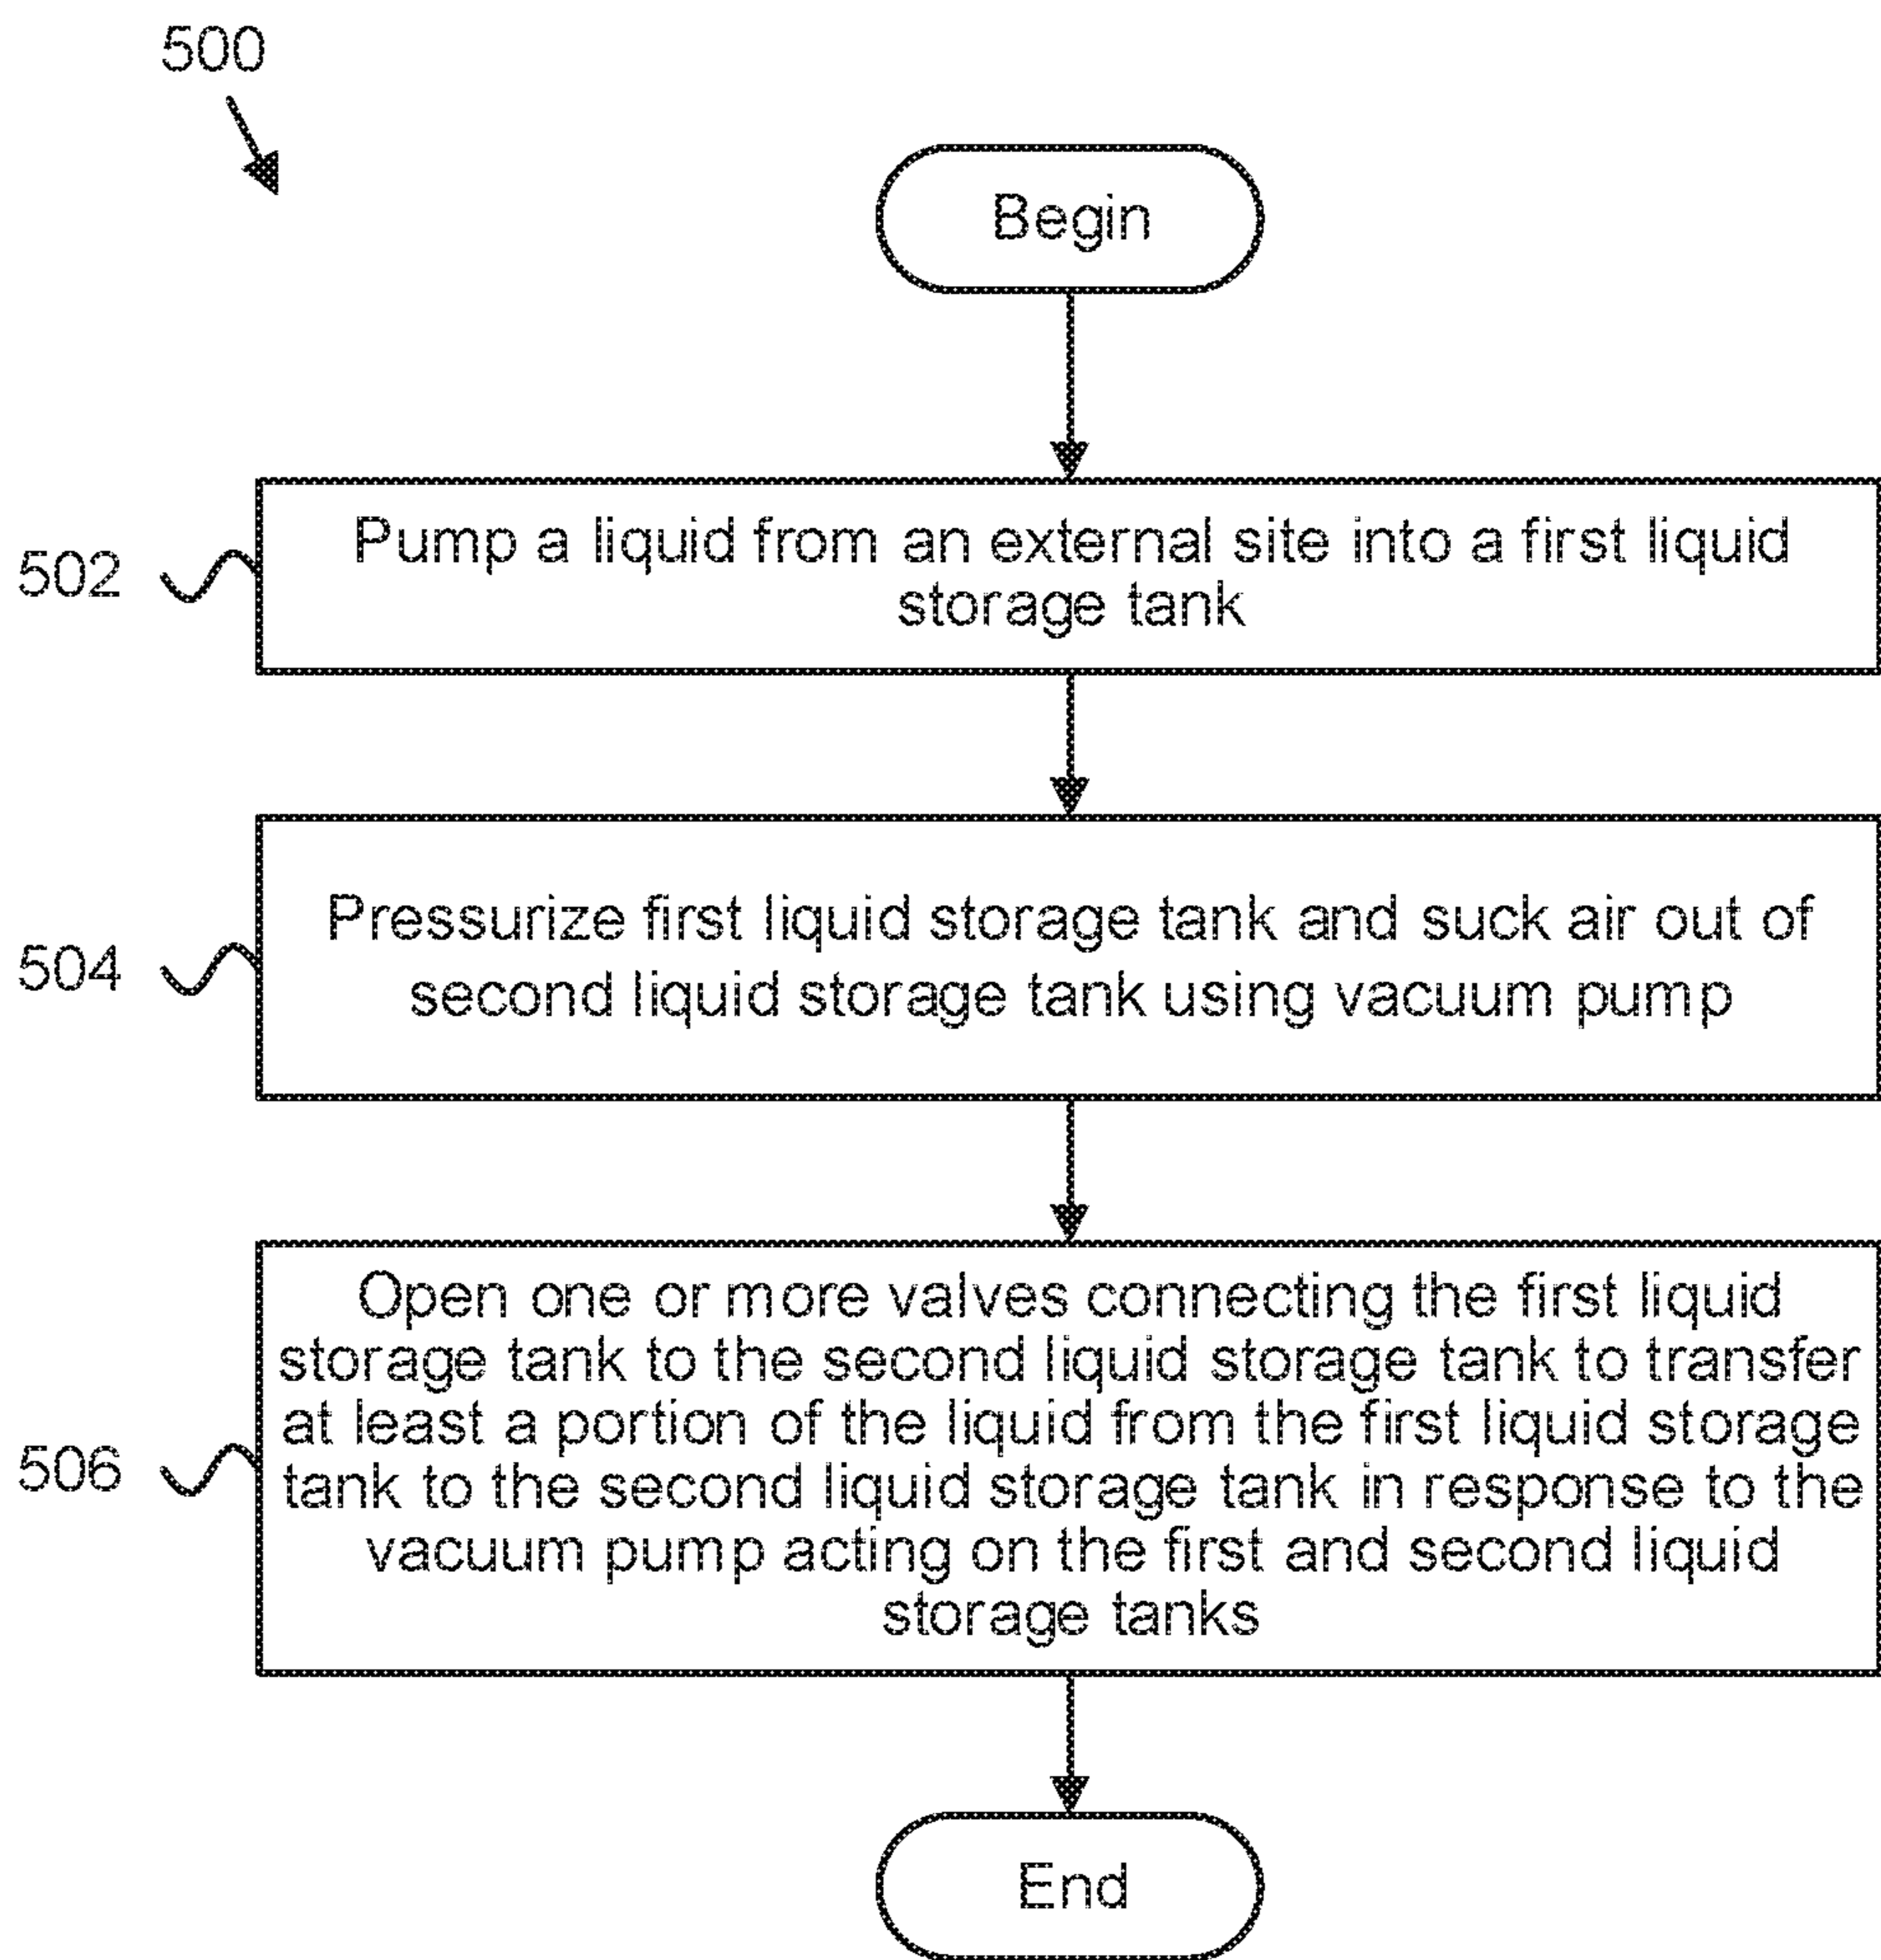 500
Begin
502
Pump a liquid from an external site into a first liquid
storage tank
504
Pressurize first liquid storage tank and suck air out of
second liquid storage tank using vacuum pump
506
Open one or more valves connecting the first liquid
storage tank to the second liquid storage tank to transfer
at least a portion of the liquid from the first liquid storage
tank to the second liquid storage tank in response to the
vacuum pump acting on the first and second liquid
storage tanks
End